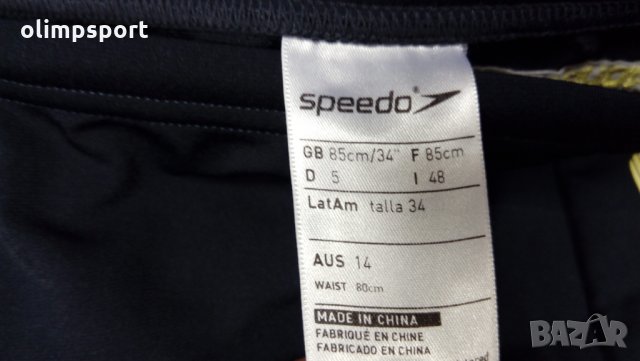 olimpsport
speedo
GB 85cm/34" F 85cm
D 5 I 48
LatAm talla 34
AUS 14
WAIST 80cm
MADE IN CHINA
FABRIQUÉ EN CHINE
FABRICADO EN CHINA
BAZAR